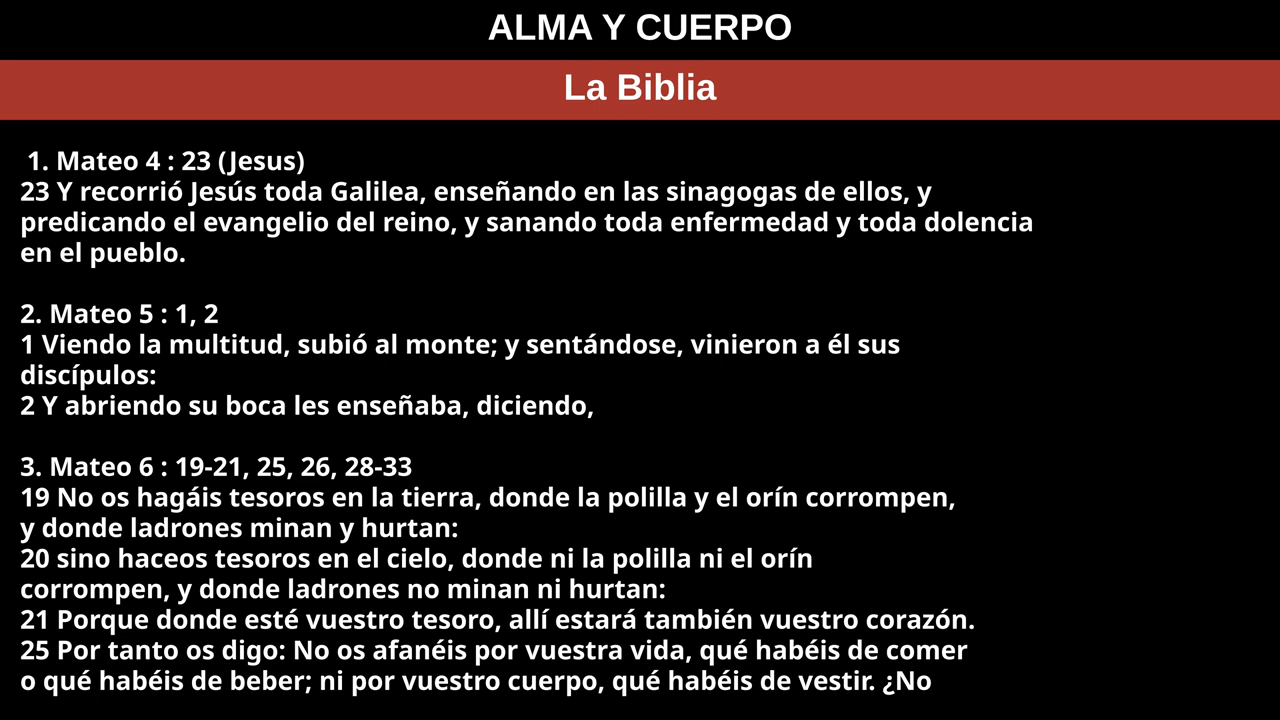 ALMA Y CUERPO
La Biblia
1. Mateo 4 : 23 (Jesus)
23 Y recorrió Jesús toda Galilea, enseñando en las sinagogas de ellos, y
predicando el evangelio del reino, y sanando toda enfermedad y toda dolencia
en el pueblo.
2. Mateo 5 : 1, 2
1 Viendo la multitud, subió al monte; y sentándose, vinieron a él sus
discípulos:
2 Y abriendo su boca les enseñaba, diciendo,
3. Mateo 6 : 19-21, 25, 26, 28-33
19 No os hagáis tesoros en la tierra, donde la polilla y el orín corrompen,
y donde ladrones minan y hurtan:
20 sino haceos tesoros en el cielo, donde ni la polilla ni el orín
corrompen, y donde ladrones no minan ni hurtan:
21 Porque donde esté vuestro tesoro, allí estará también vuestro corazón.
25 Por tanto os digo: No os afanéis por vuestra vida, qué habéis de comer
o qué habéis de beber; ni por vuestro cuerpo, qué habéis de vestir. ¿No